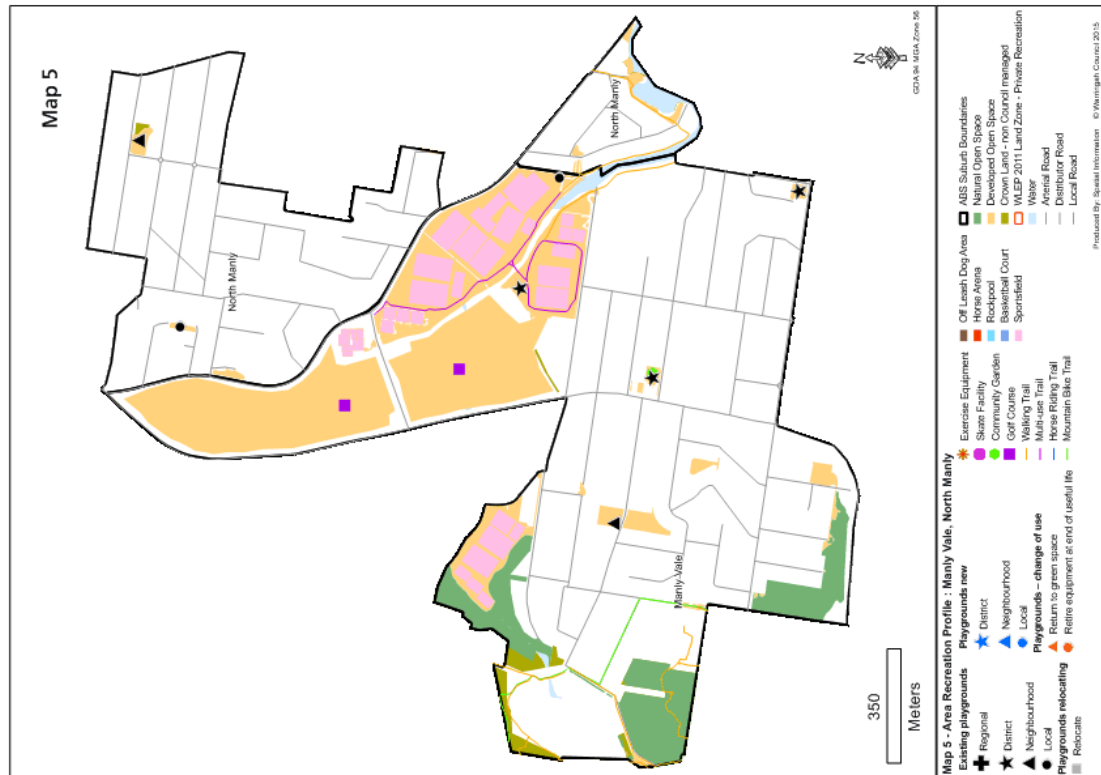 Map 5
N
GDA 94 MGA Zone 56
North Manly
North Manly
Manly Vale
350
Meters
Map 5 - Area Recreation Profile : Manly Vale, North Manly
Existing playgrounds
Regional
District
Neighbourhood
Local
Playgrounds relocating
Relocate
Playgrounds new
District
Neighbourhood
Local
Playgrounds – change of use
Return to green space
Retire equipment at end of useful life
Exercise Equipment
Skate Facility
Community Garden
Golf Course
Walking Trail
Multi-use Trail
Horse Riding Trail
Mountain Bike Trail
Off Leash Dog Area
Horse Arena
Rockpool
Basketball Court
Sportsfield
ABS Suburb Boundaries
Natural Open Space
Developed Open Space
Crown Land - non Council managed
WLEP 2011 Land Zone - Private Recreation
Water
Arterial Road
Distributor Road
Local Road
Produced By: Spatial Information © Warringah Council 2015